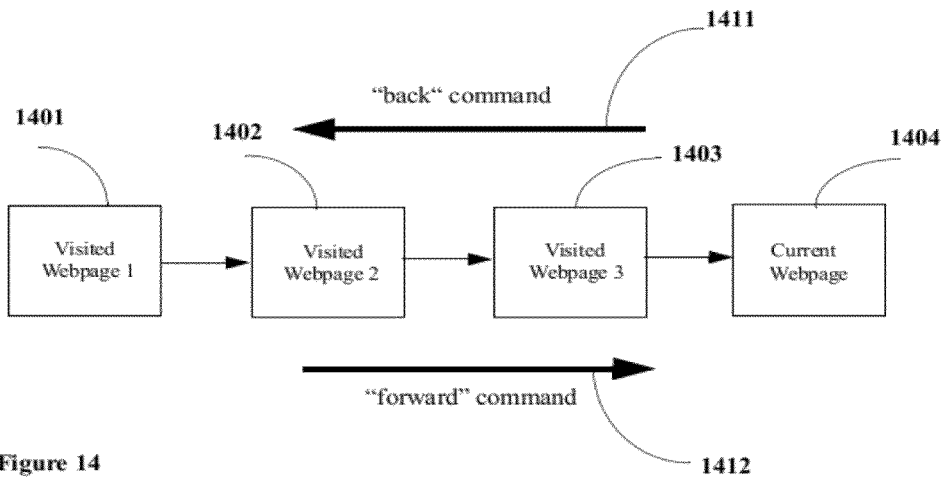 1411
“back“ command
1401
1402
1403
1404
Visited
Webpage 1
Visited
Webpage 2
Visited
Webpage 3
Current
Webpage
“forward” command
Figure 14
1412